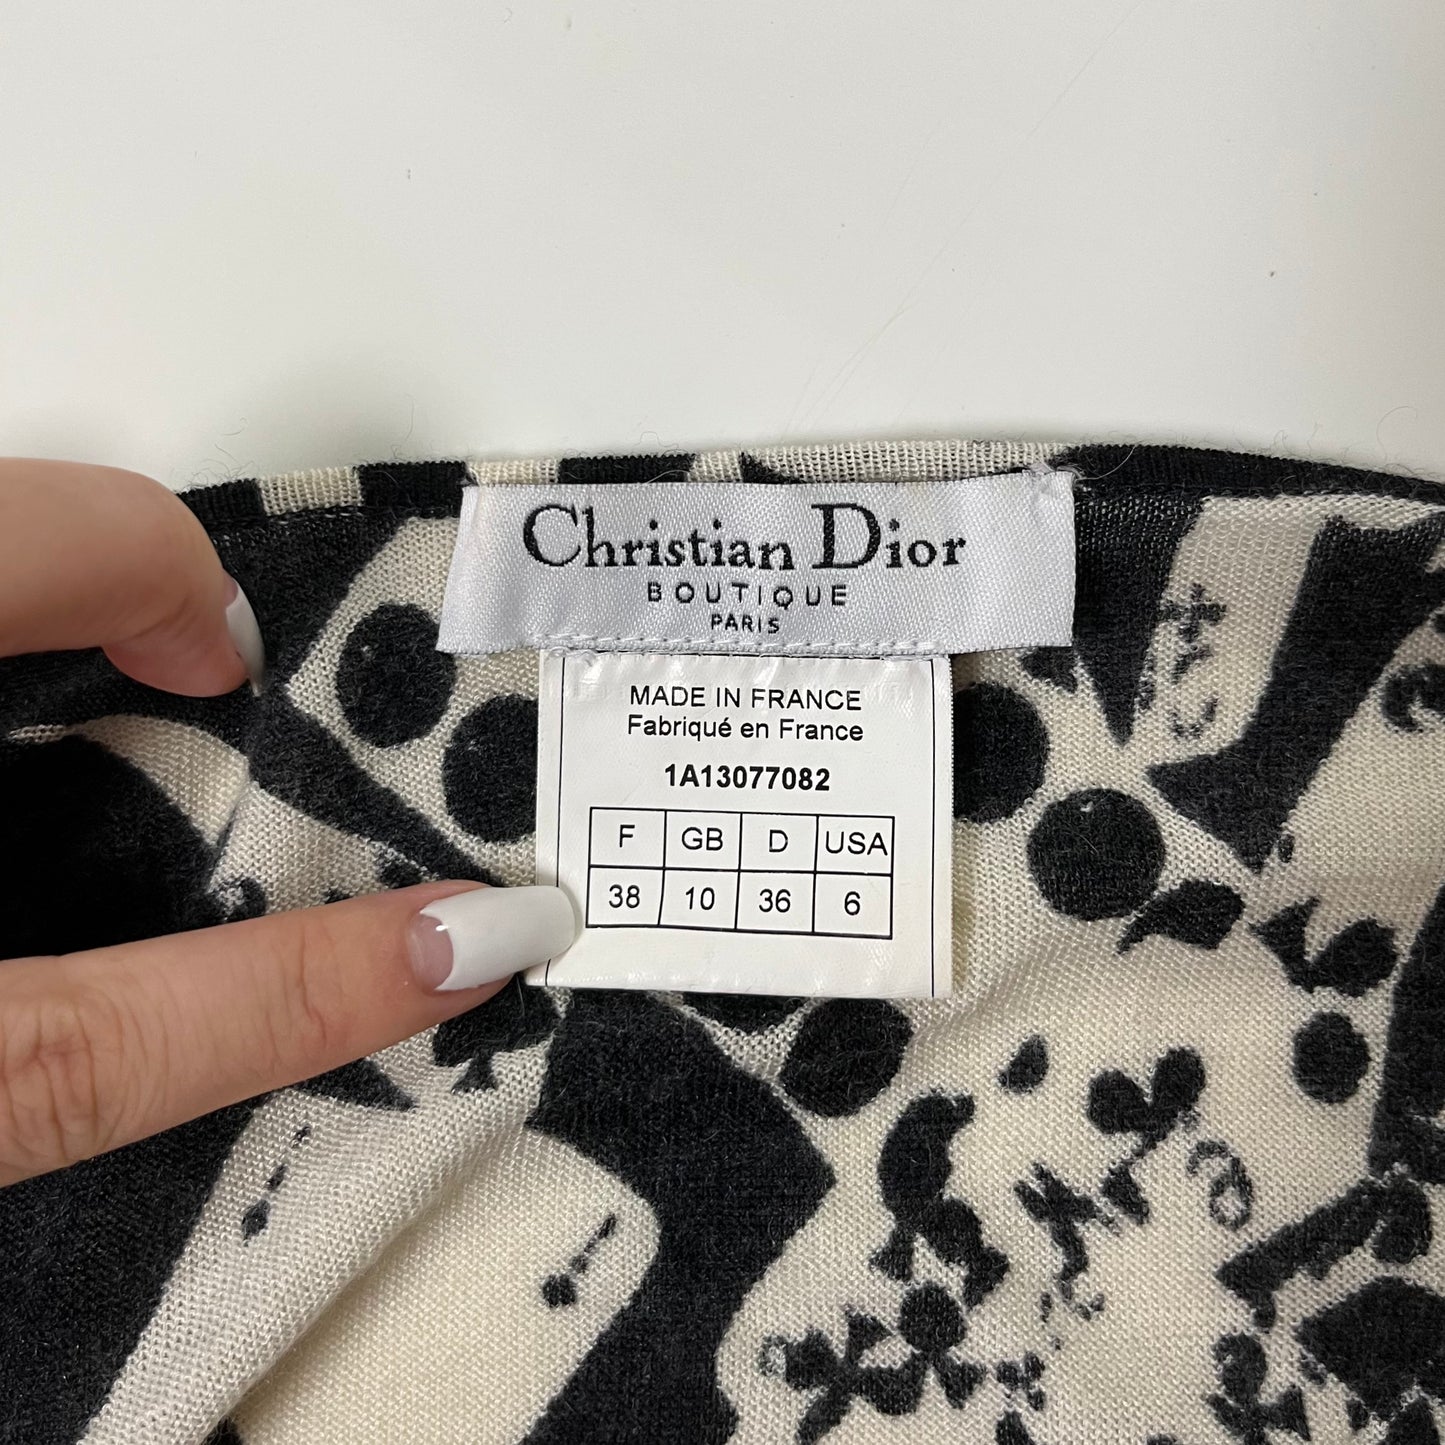 Christian Dior
BOUTIQUE
PARIS
MADE IN FRANCE
Fabriqué en France
1A13077082
F GB D USA
38 10 36 6